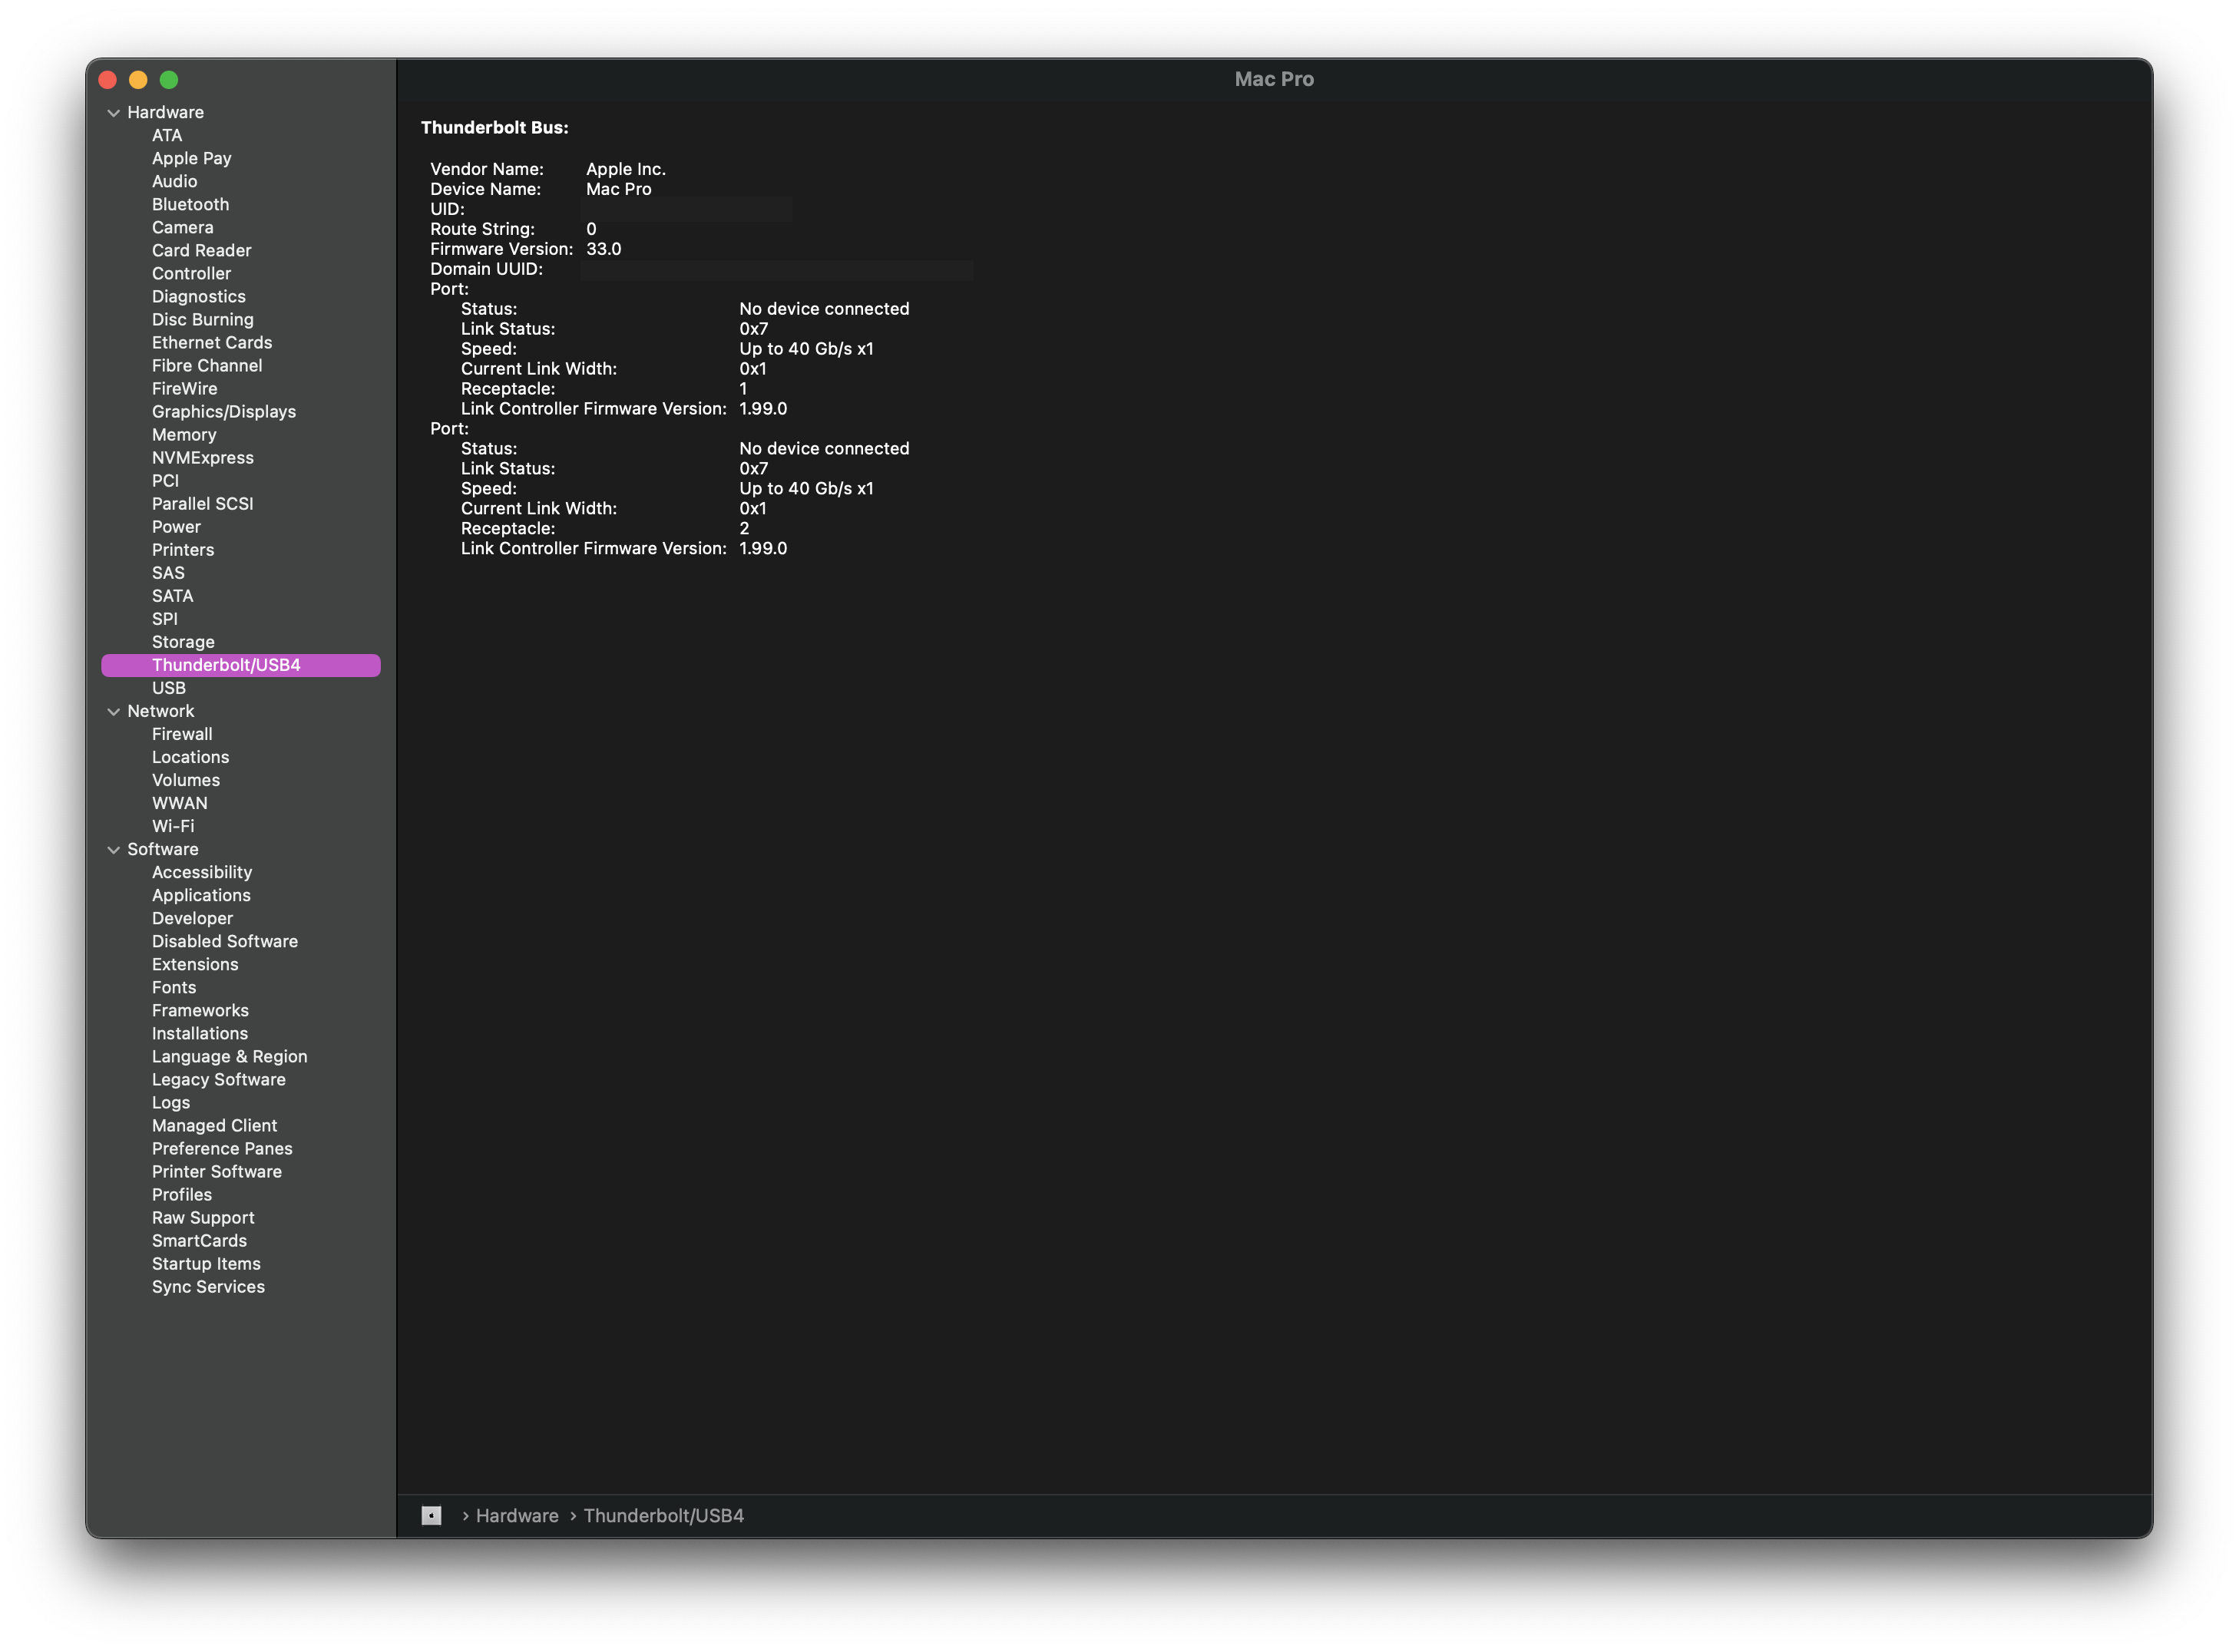 Mac Pro
Hardware
ATA
Apple Pay
Audio
Bluetooth
Camera
Card Reader
Controller
Diagnostics
Disc Burning
Ethernet Cards
Fibre Channel
FireWire
Graphics/Displays
Memory
NVMExpress
PCI
Parallel SCSI
Power
Printers
SAS
SATA
SPI
Storage
Thunderbolt/USB4
USB
Network
Firewall
Locations
Volumes
WWAN
Wi-Fi
Software
Accessibility
Applications
Developer
Disabled Software
Extensions
Fonts
Frameworks
Installations
Language & Region
Legacy Software
Logs
Managed Client
Preference Panes
Printer Software
Profiles
Raw Support
SmartCards
Startup Items
Sync Services
Thunderbolt Bus:
Vendor Name: Apple Inc.
Device Name: Mac Pro
UID:
Route String: 0
Firmware Version: 33.0
Domain UUID:
Port:
Status: No device connected
Link Status: 0x7
Speed: Up to 40 Gb/s x1
Current Link Width: 0x1
Receptacle: 1
Link Controller Firmware Version: 1.99.0
Port:
Status: No device connected
Link Status: 0x7
Speed: Up to 40 Gb/s x1
Current Link Width: 0x1
Receptacle: 2
Link Controller Firmware Version: 1.99.0
› Hardware › Thunderbolt/USB4